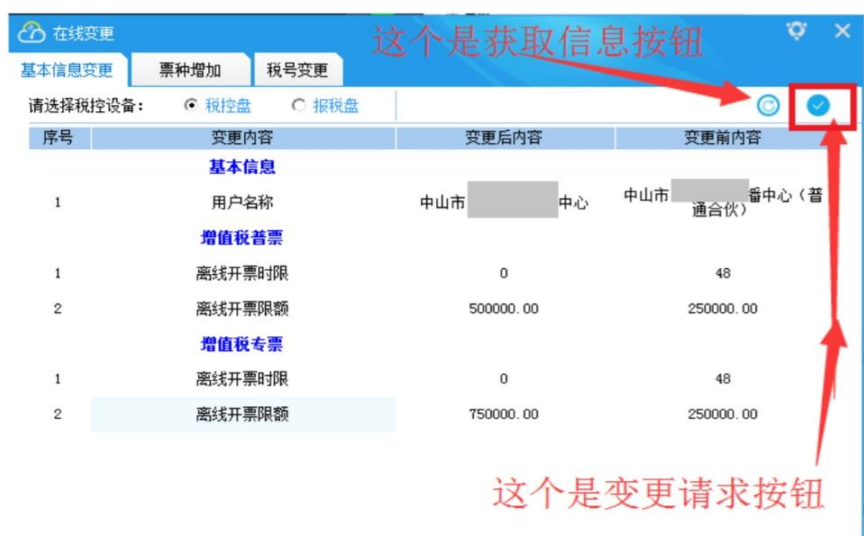 在线变更
这个是获取信息按钮
基本信息变更 票种增加 税号变更
请选择税控设备: 税控盘 报税盘
序号 变更内容 变更后内容 变更前内容
基本信息
1 用户名称 中山市 中心 中山市 播中心（普
通合伙）
增值税普票
1 离线开票时限 0 48
2 离线开票限额 500000.00 250000.00
增值税专票
1 离线开票时限 0 48
2 离线开票限额 750000.00 250000.00
这个是变更请求按钮